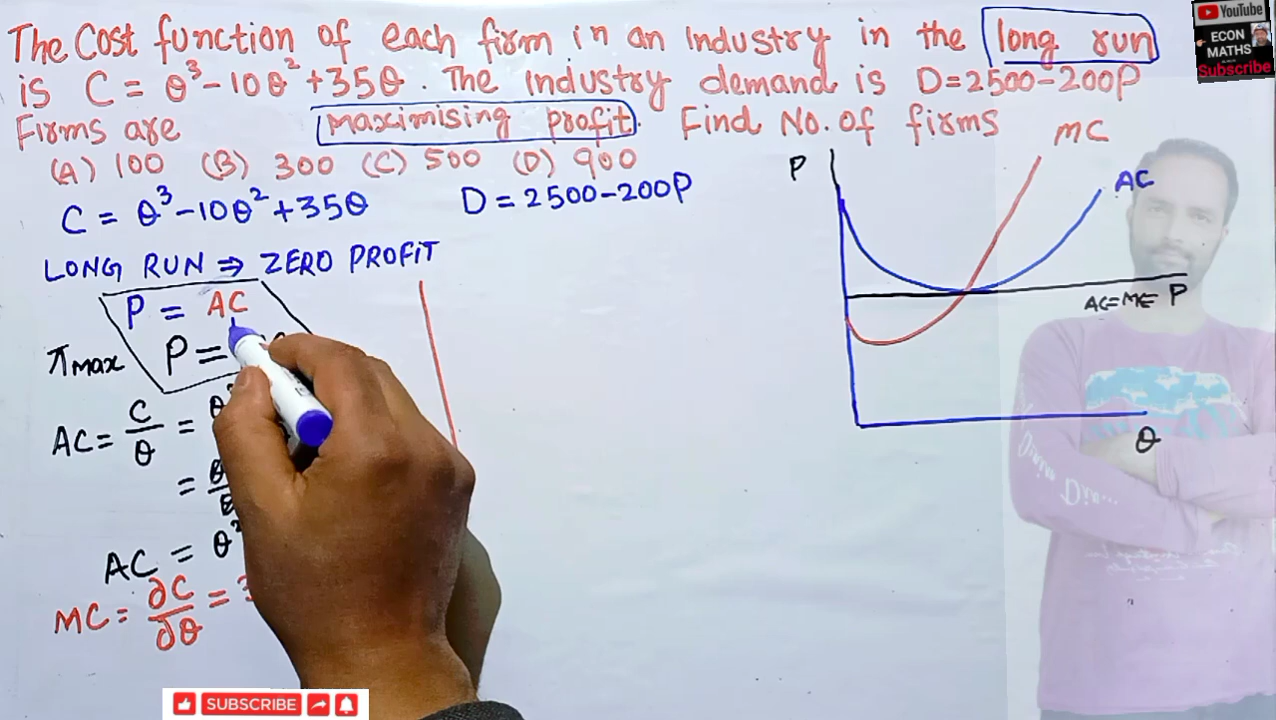 The Cost function of each firm in an Industry in the long run
is C = θ³ - 10θ² + 35θ. The Industry demand is D = 2500 - 200P
Firms are maximising profit. Find No. of firms
(A) 100 (B) 300 (C) 500 (D) 900
C = θ³ - 10θ² + 35θ D = 2500 - 200P
LONG RUN ⇒ ZERO PROFIT
P = AC
πmax P =
AC = C/θ = θ
= θ
AC = θ²
MC = ∂C/∂θ = 3
P
MC
AC
AC = MC = P
θ
YouTube
ECON
MATHS
Subscribe
SUBSCRIBE